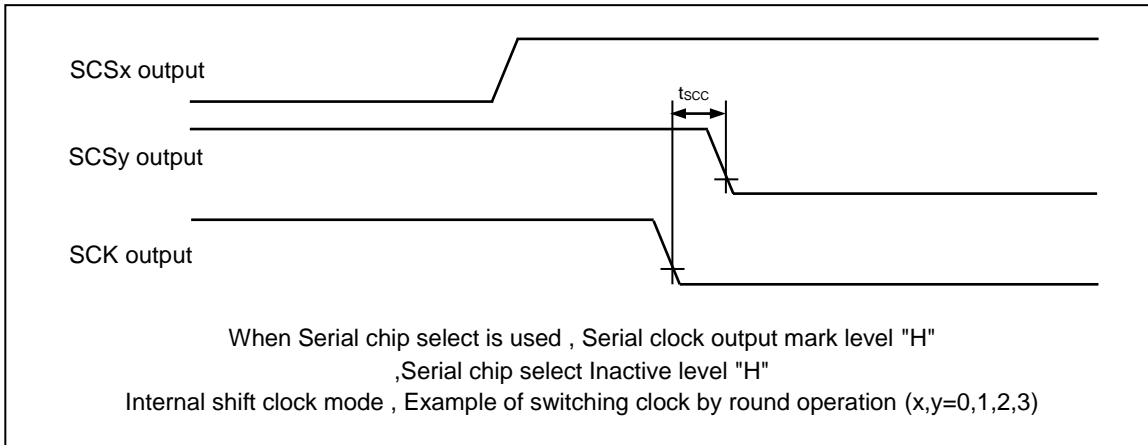 SCSx output
tSCC
SCSy output
SCK output
When Serial chip select is used , Serial clock output mark level "H"
,Serial chip select Inactive level "H"
Internal shift clock mode , Example of switching clock by round operation (x,y=0,1,2,3)